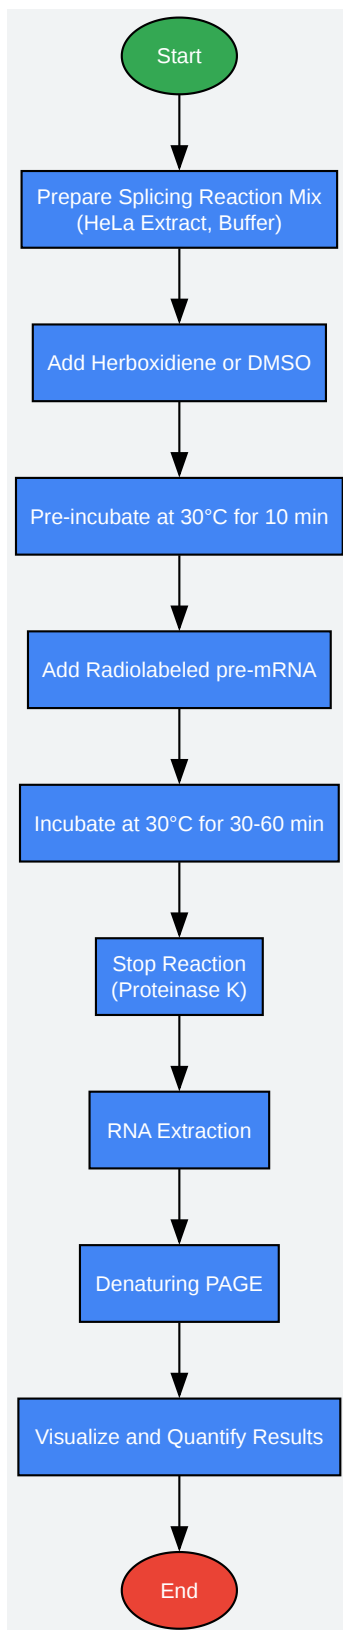 Start
Prepare Splicing Reaction Mix
(HeLa Extract, Buffer)
Add Herboxidiene or DMSO
Pre-incubate at 30°C for 10 min
Add Radiolabeled pre-mRNA
Incubate at 30°C for 30-60 min
Stop Reaction
(Proteinase K)
RNA Extraction
Denaturing PAGE
Visualize and Quantify Results
End